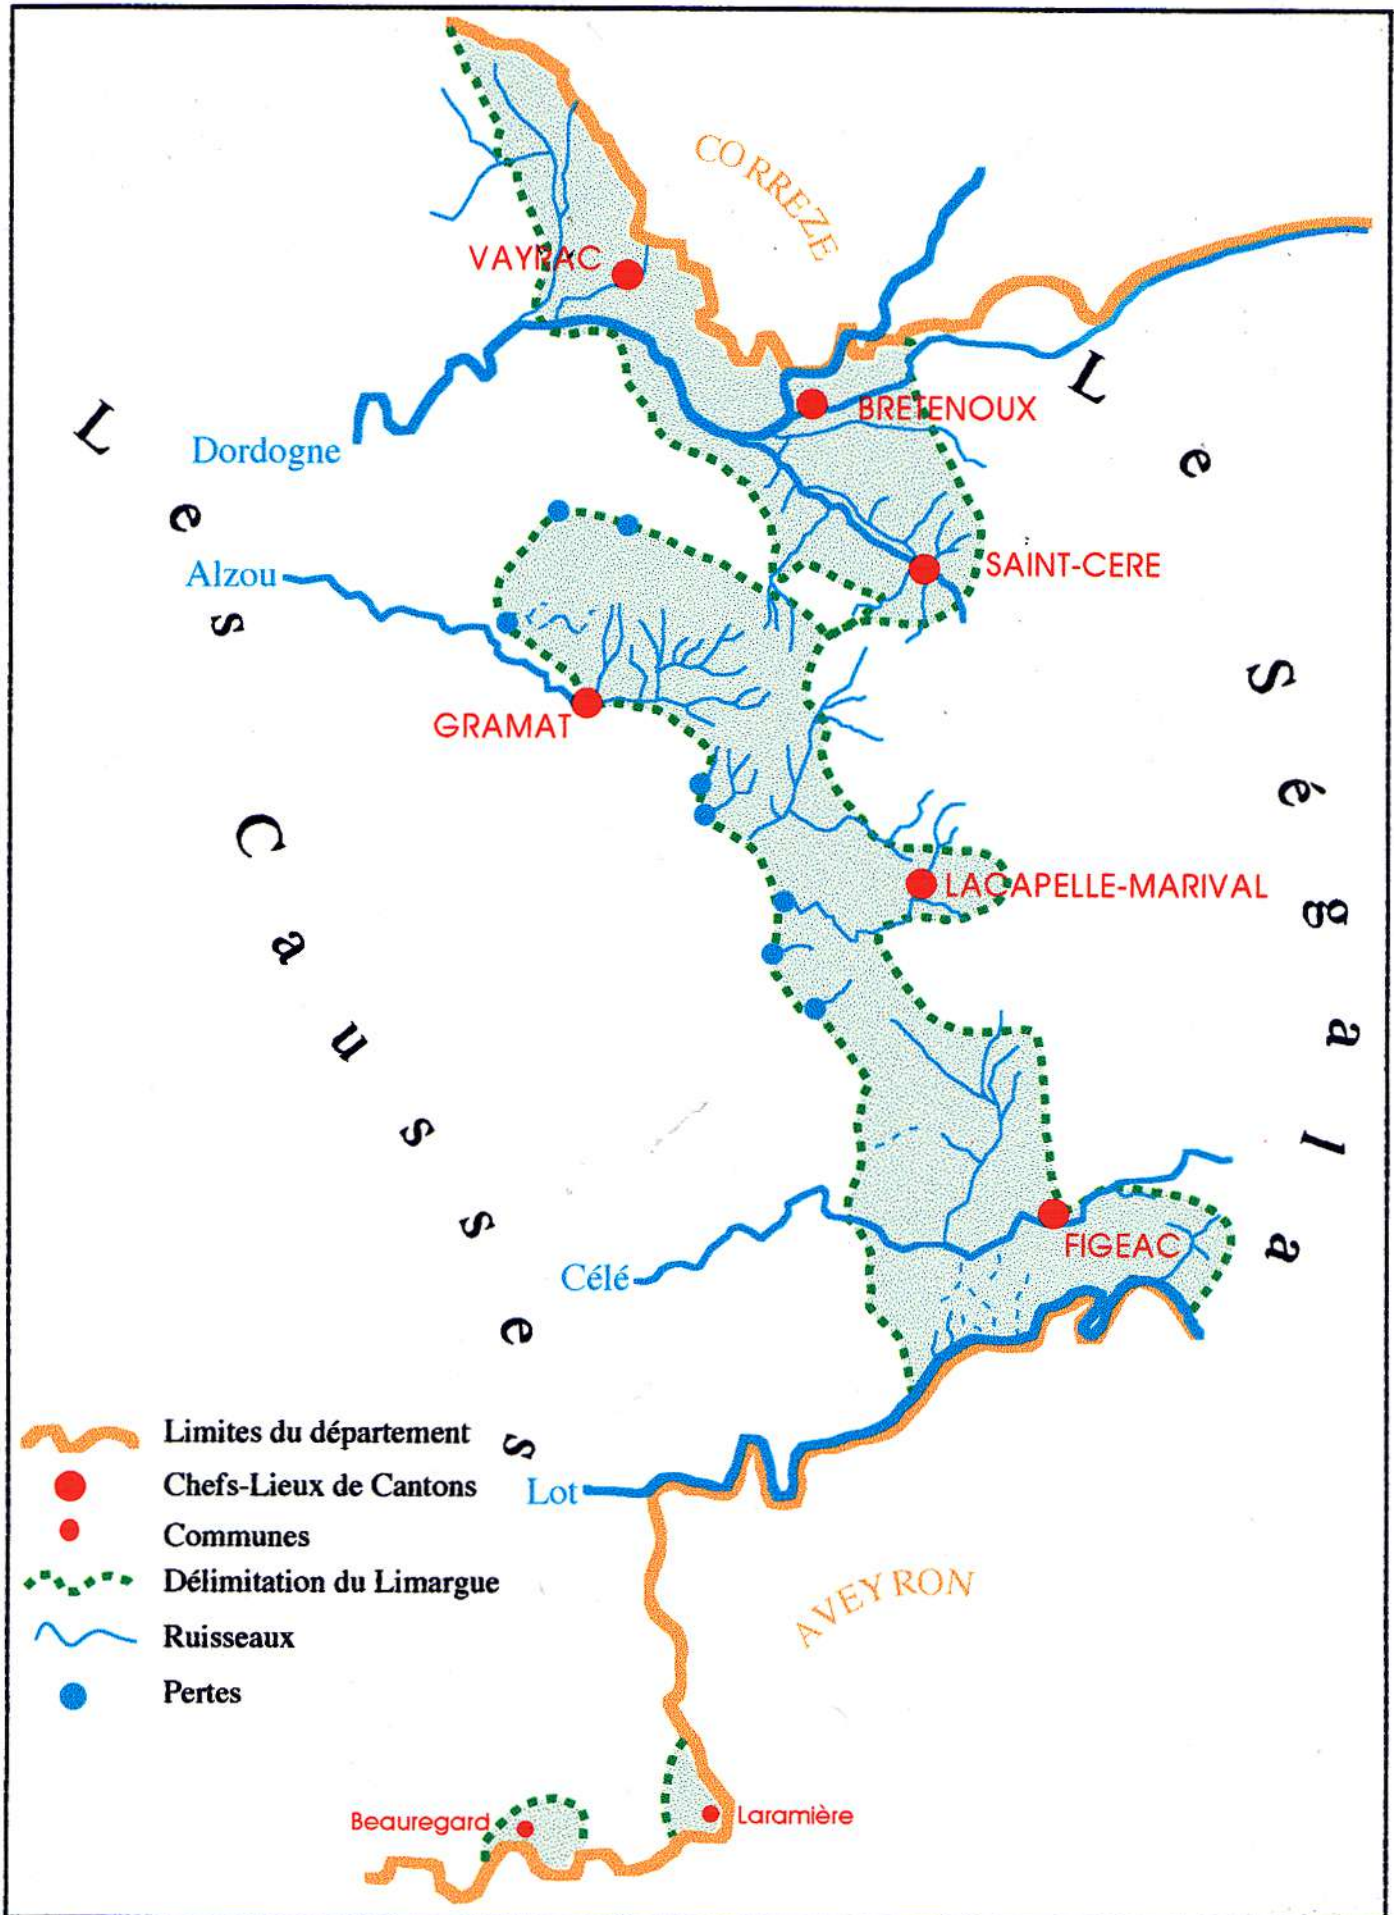 CORREZE
VAYRAC
BRETENOUX
Dordogne
SAINT-CERE
Alzou
GRAMAT
LACAPELLE-MARIVAL
Les Causses
Le Ségala
FIGEAC
Célé
Lot
AVEYRON
Limites du département
Chefs-Lieux de Cantons
Communes
Délimitation du Limargue
Ruisseaux
Pertes
Beauregard
Laramière